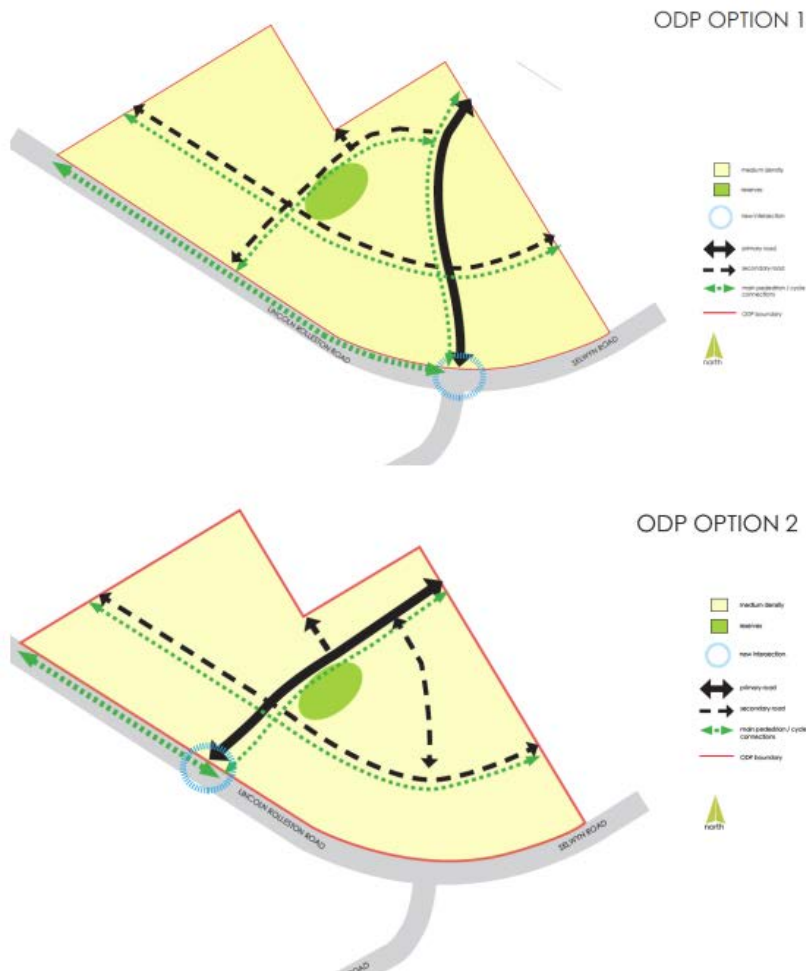 ODP OPTION 1
medium density
reserves
new intersection
primary road
secondary road
main pedestrian / cycle
connections
ODP boundary
north
LINCOLN ROLLESTON ROAD
SELWYN ROAD
ODP OPTION 2
medium density
reserves
new intersection
primary road
secondary road
main pedestrian / cycle
connections
ODP boundary
north
LINCOLN ROLLESTON ROAD
SELWYN ROAD
ROAD